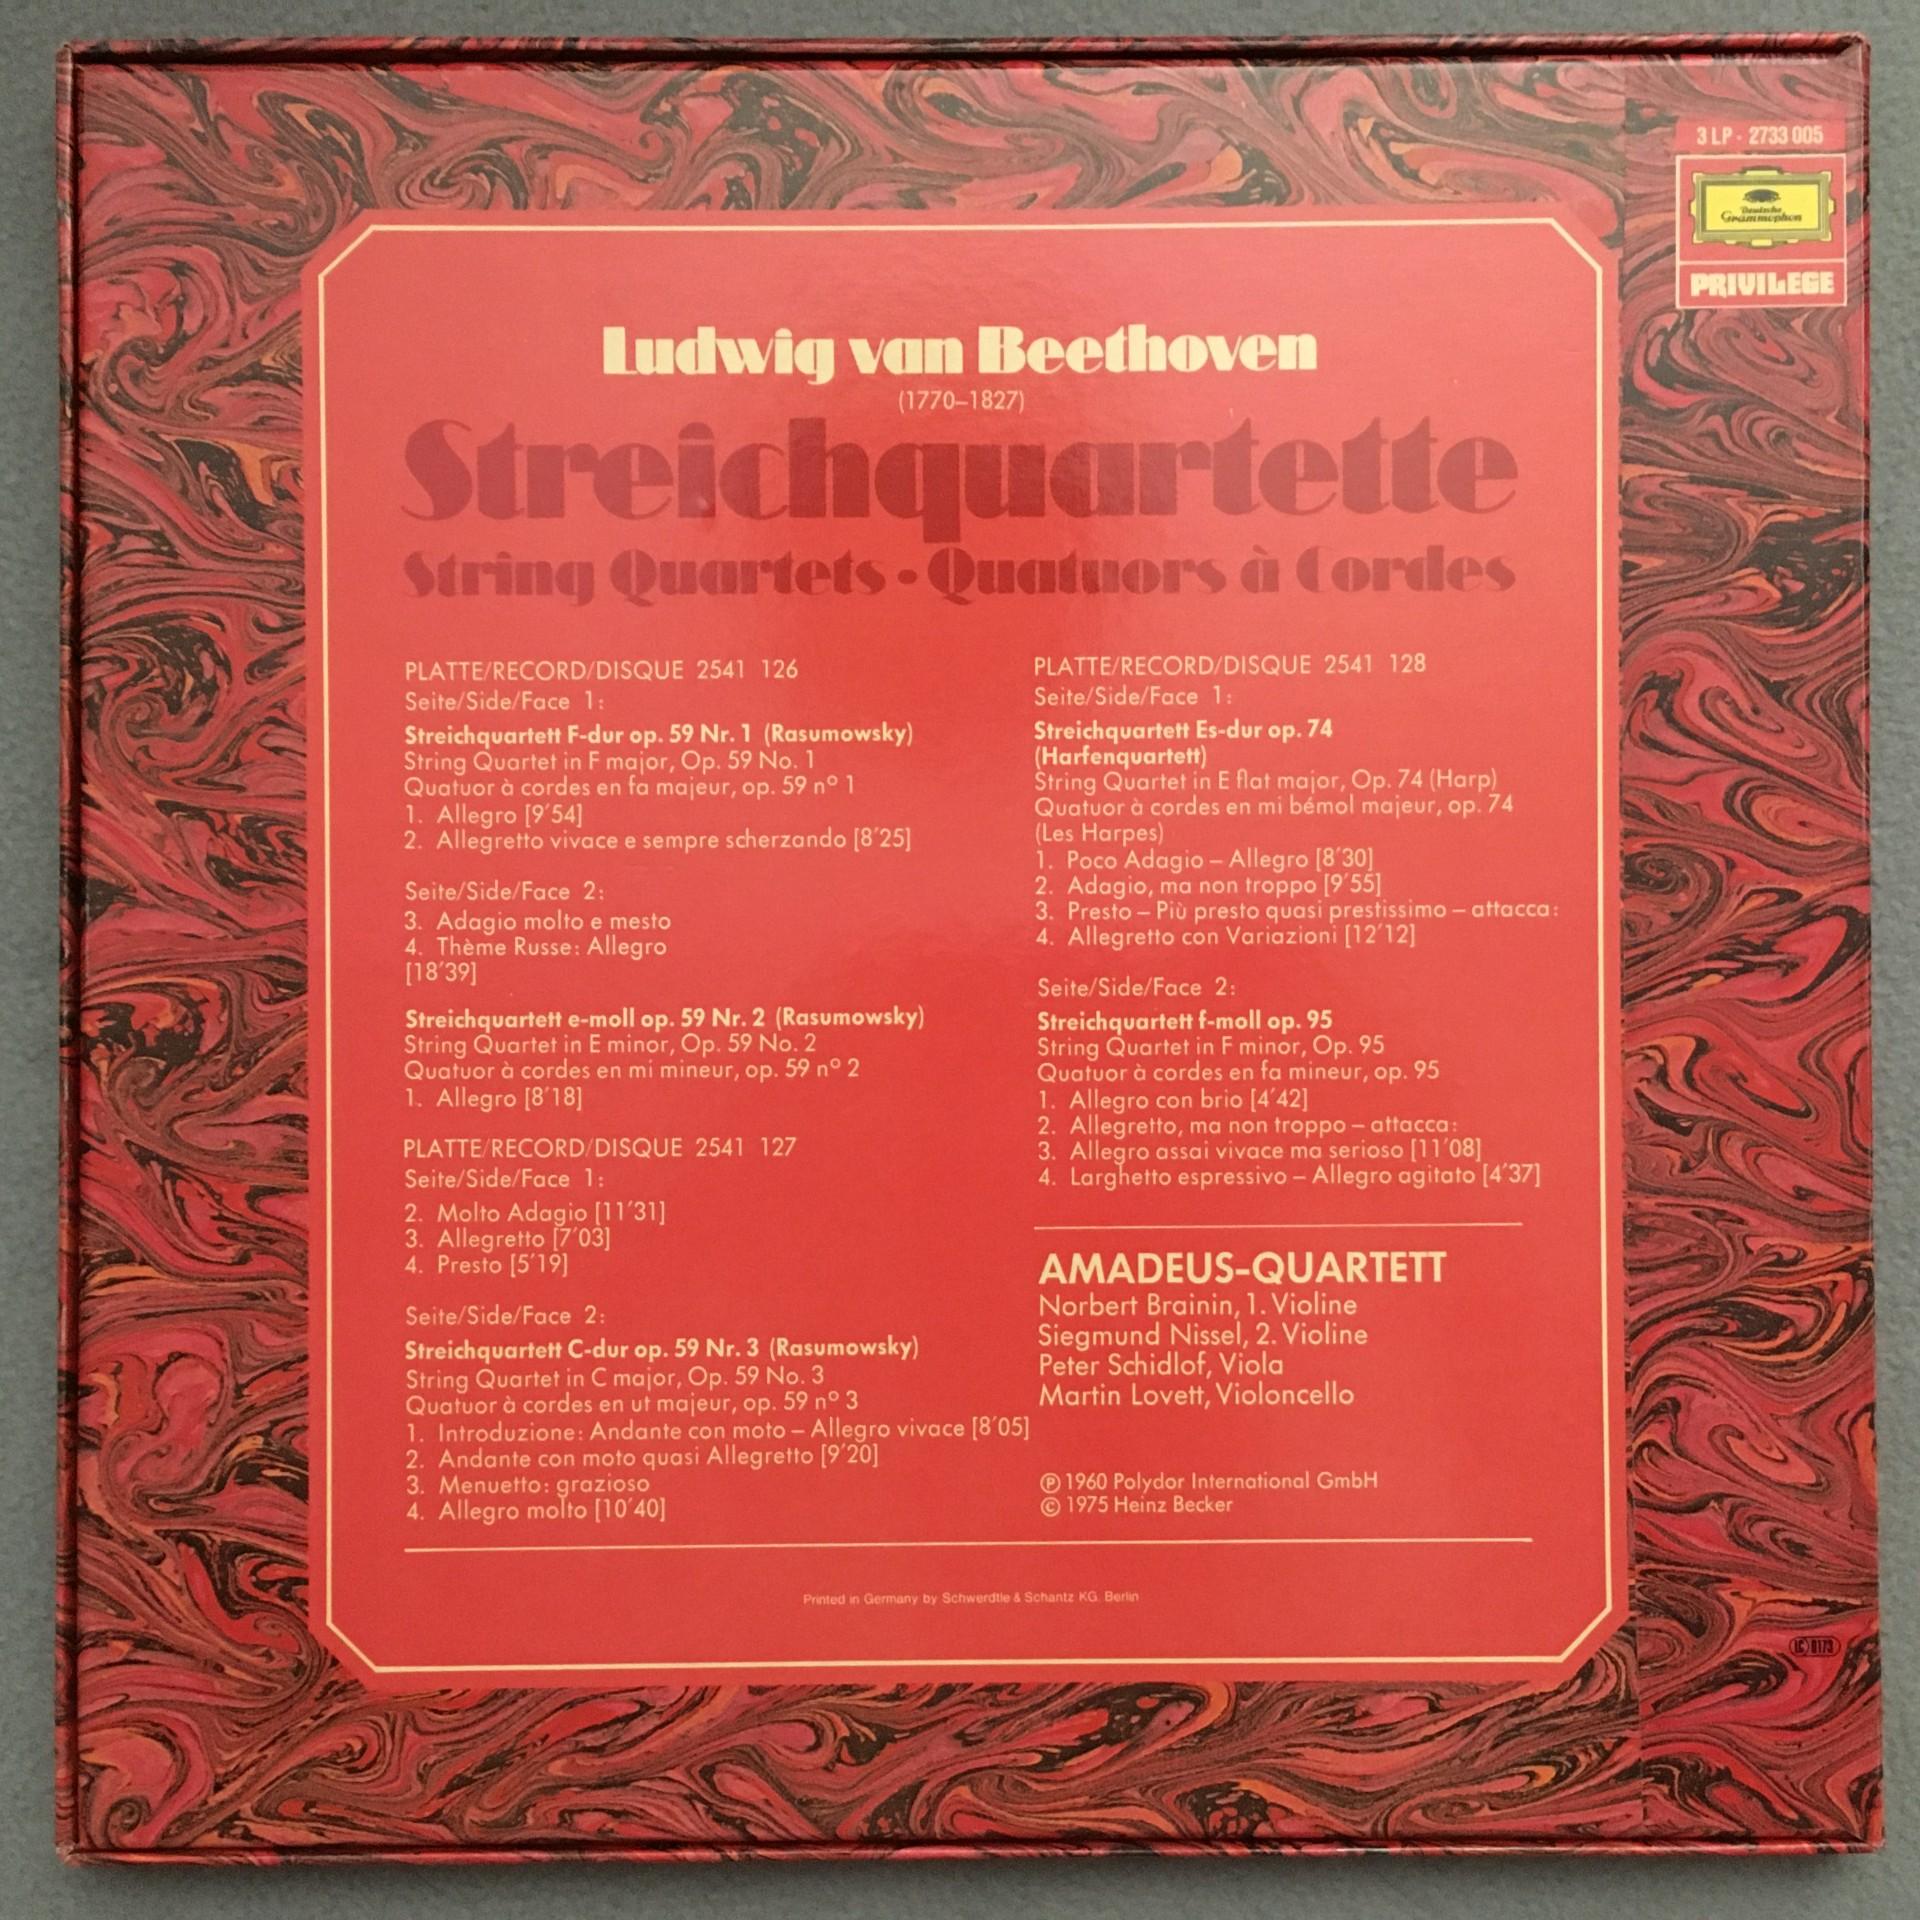 3 LP - 2733 005
Deutsche
Grammophon
PRIVILEGE
Ludwig van Beethoven
(1770–1827)
Streichquartette
String Quartets • Quatuors à Cordes
PLATTE/RECORD/DISQUE 2541 126
Seite/Side/Face 1:
Streichquartett F-dur op. 59 Nr. 1 (Rasumowsky)
String Quartet in F major, Op. 59 No. 1
Quatuor à cordes en fa majeur, op. 59 nº 1
1. Allegro [9′54]
2. Allegretto vivace e sempre scherzando [8′25]
Seite/Side/Face 2:
3. Adagio molto e mesto
4. Thème Russe: Allegro
[18′39]
Streichquartett e-moll op. 59 Nr. 2 (Rasumowsky)
String Quartet in E minor, Op. 59 No. 2
Quatuor à cordes en mi mineur, op. 59 nº 2
1. Allegro [8′18]
PLATTE/RECORD/DISQUE 2541 127
Seite/Side/Face 1:
2. Molto Adagio [11′31]
3. Allegretto [7′03]
4. Presto [5′19]
Seite/Side/Face 2:
Streichquartett C-dur op. 59 Nr. 3 (Rasumowsky)
String Quartet in C major, Op. 59 No. 3
Quatuor à cordes en ut majeur, op. 59 nº 3
1. Introduzione: Andante con moto – Allegro vivace [8′05]
2. Andante con moto quasi Allegretto [9′20]
3. Menuetto: grazioso
4. Allegro molto [10′40]
PLATTE/RECORD/DISQUE 2541 128
Seite/Side/Face 1:
Streichquartett Es-dur op. 74
(Harfenquartett)
String Quartet in E flat major, Op. 74 (Harp)
Quatuor à cordes en mi bémol majeur, op. 74
(Les Harpes)
1. Poco Adagio – Allegro [8′30]
2. Adagio, ma non troppo [9′55]
3. Presto – Più presto quasi prestissimo – attacca:
4. Allegretto con Variazioni [12′12]
Seite/Side/Face 2:
Streichquartett f-moll op. 95
String Quartet in F minor, Op. 95
Quatuor à cordes en fa mineur, op. 95
1. Allegro con brio [4′42]
2. Allegretto, ma non troppo – attacca:
3. Allegro assai vivace ma serioso [11′08]
4. Larghetto espressivo – Allegro agitato [4′37]
AMADEUS-QUARTETT
Norbert Brainin, 1. Violine
Siegmund Nissel, 2. Violine
Peter Schidlof, Viola
Martin Lovett, Violoncello
℗ 1960 Polydor International GmbH
© 1975 Heinz Becker
Printed in Germany by Schwerdtle & Schantz KG. Berlin
LC 0173